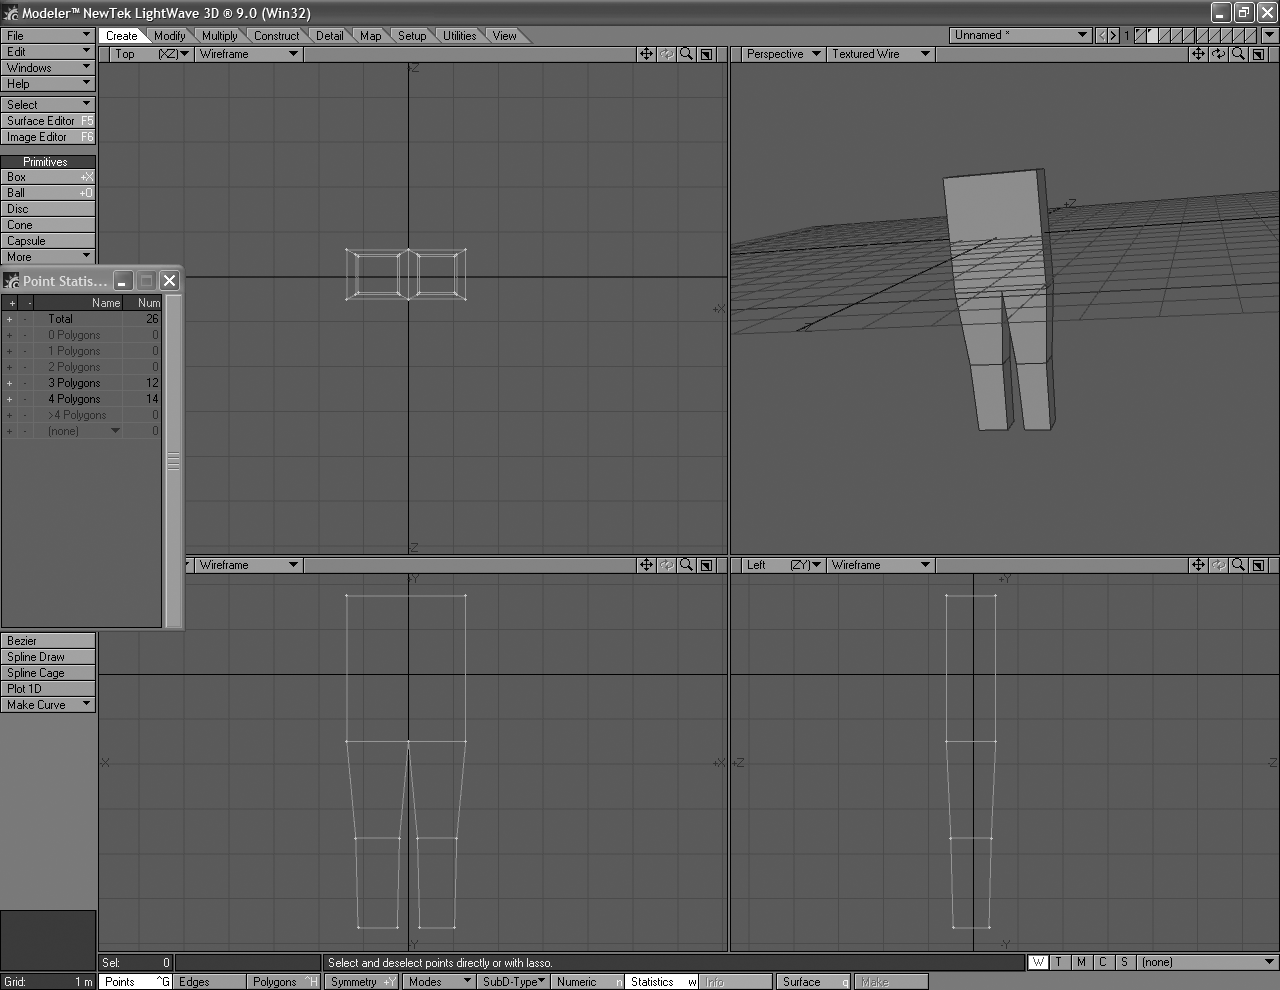 Modeler™ NewTek LightWave 3D ® 9.0 (Win32)
File
Edit
Windows
Help
Select
Surface Editor F5
Image Editor F6
Primitives
Box +X
Ball +O
Disc
Cone
Capsule
More
Create Modify Multiply Construct Detail Map Setup Utilities View
Unnamed *
1
Top (XZ) Wireframe
Perspective Textured Wire
Z
+X
Z
+Z
Z
Point Statis...
+ - Name Num
+ - Total 26
+ - 0 Polygons 0
+ - 1 Polygons 0
+ - 2 Polygons 0
+ - 3 Polygons 12
+ - 4 Polygons 14
+ - >4 Polygons 0
+ - (none) 0
Wireframe
Left (ZY) Wireframe
+Y
-X
+X
-Y
+Y
+Z
-Z
-Y
Bezier
Spline Draw
Spline Cage
Plot 1D
Make Curve
Sel: 0
Select and deselect points directly or with lasso.
W T M C S (none)
Grid: 1 m
Points ^G Edges Polygons ^H Symmetry +Y Modes SubD-Type Numeric n Statistics w Info Surface q Make